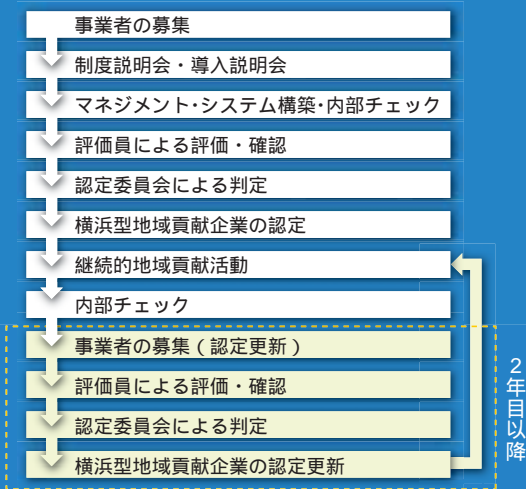 事業者の募集
制度説明会・導入説明会
マネジメント・システム構築・内部チェック
評価員による評価・確認
認定委員会による判定
横浜型地域貢献企業の認定
継続的地域貢献活動
内部チェック
事業者の募集（認定更新）
評価員による評価・確認
認定委員会による判定
横浜型地域貢献企業の認定更新
2年目以降